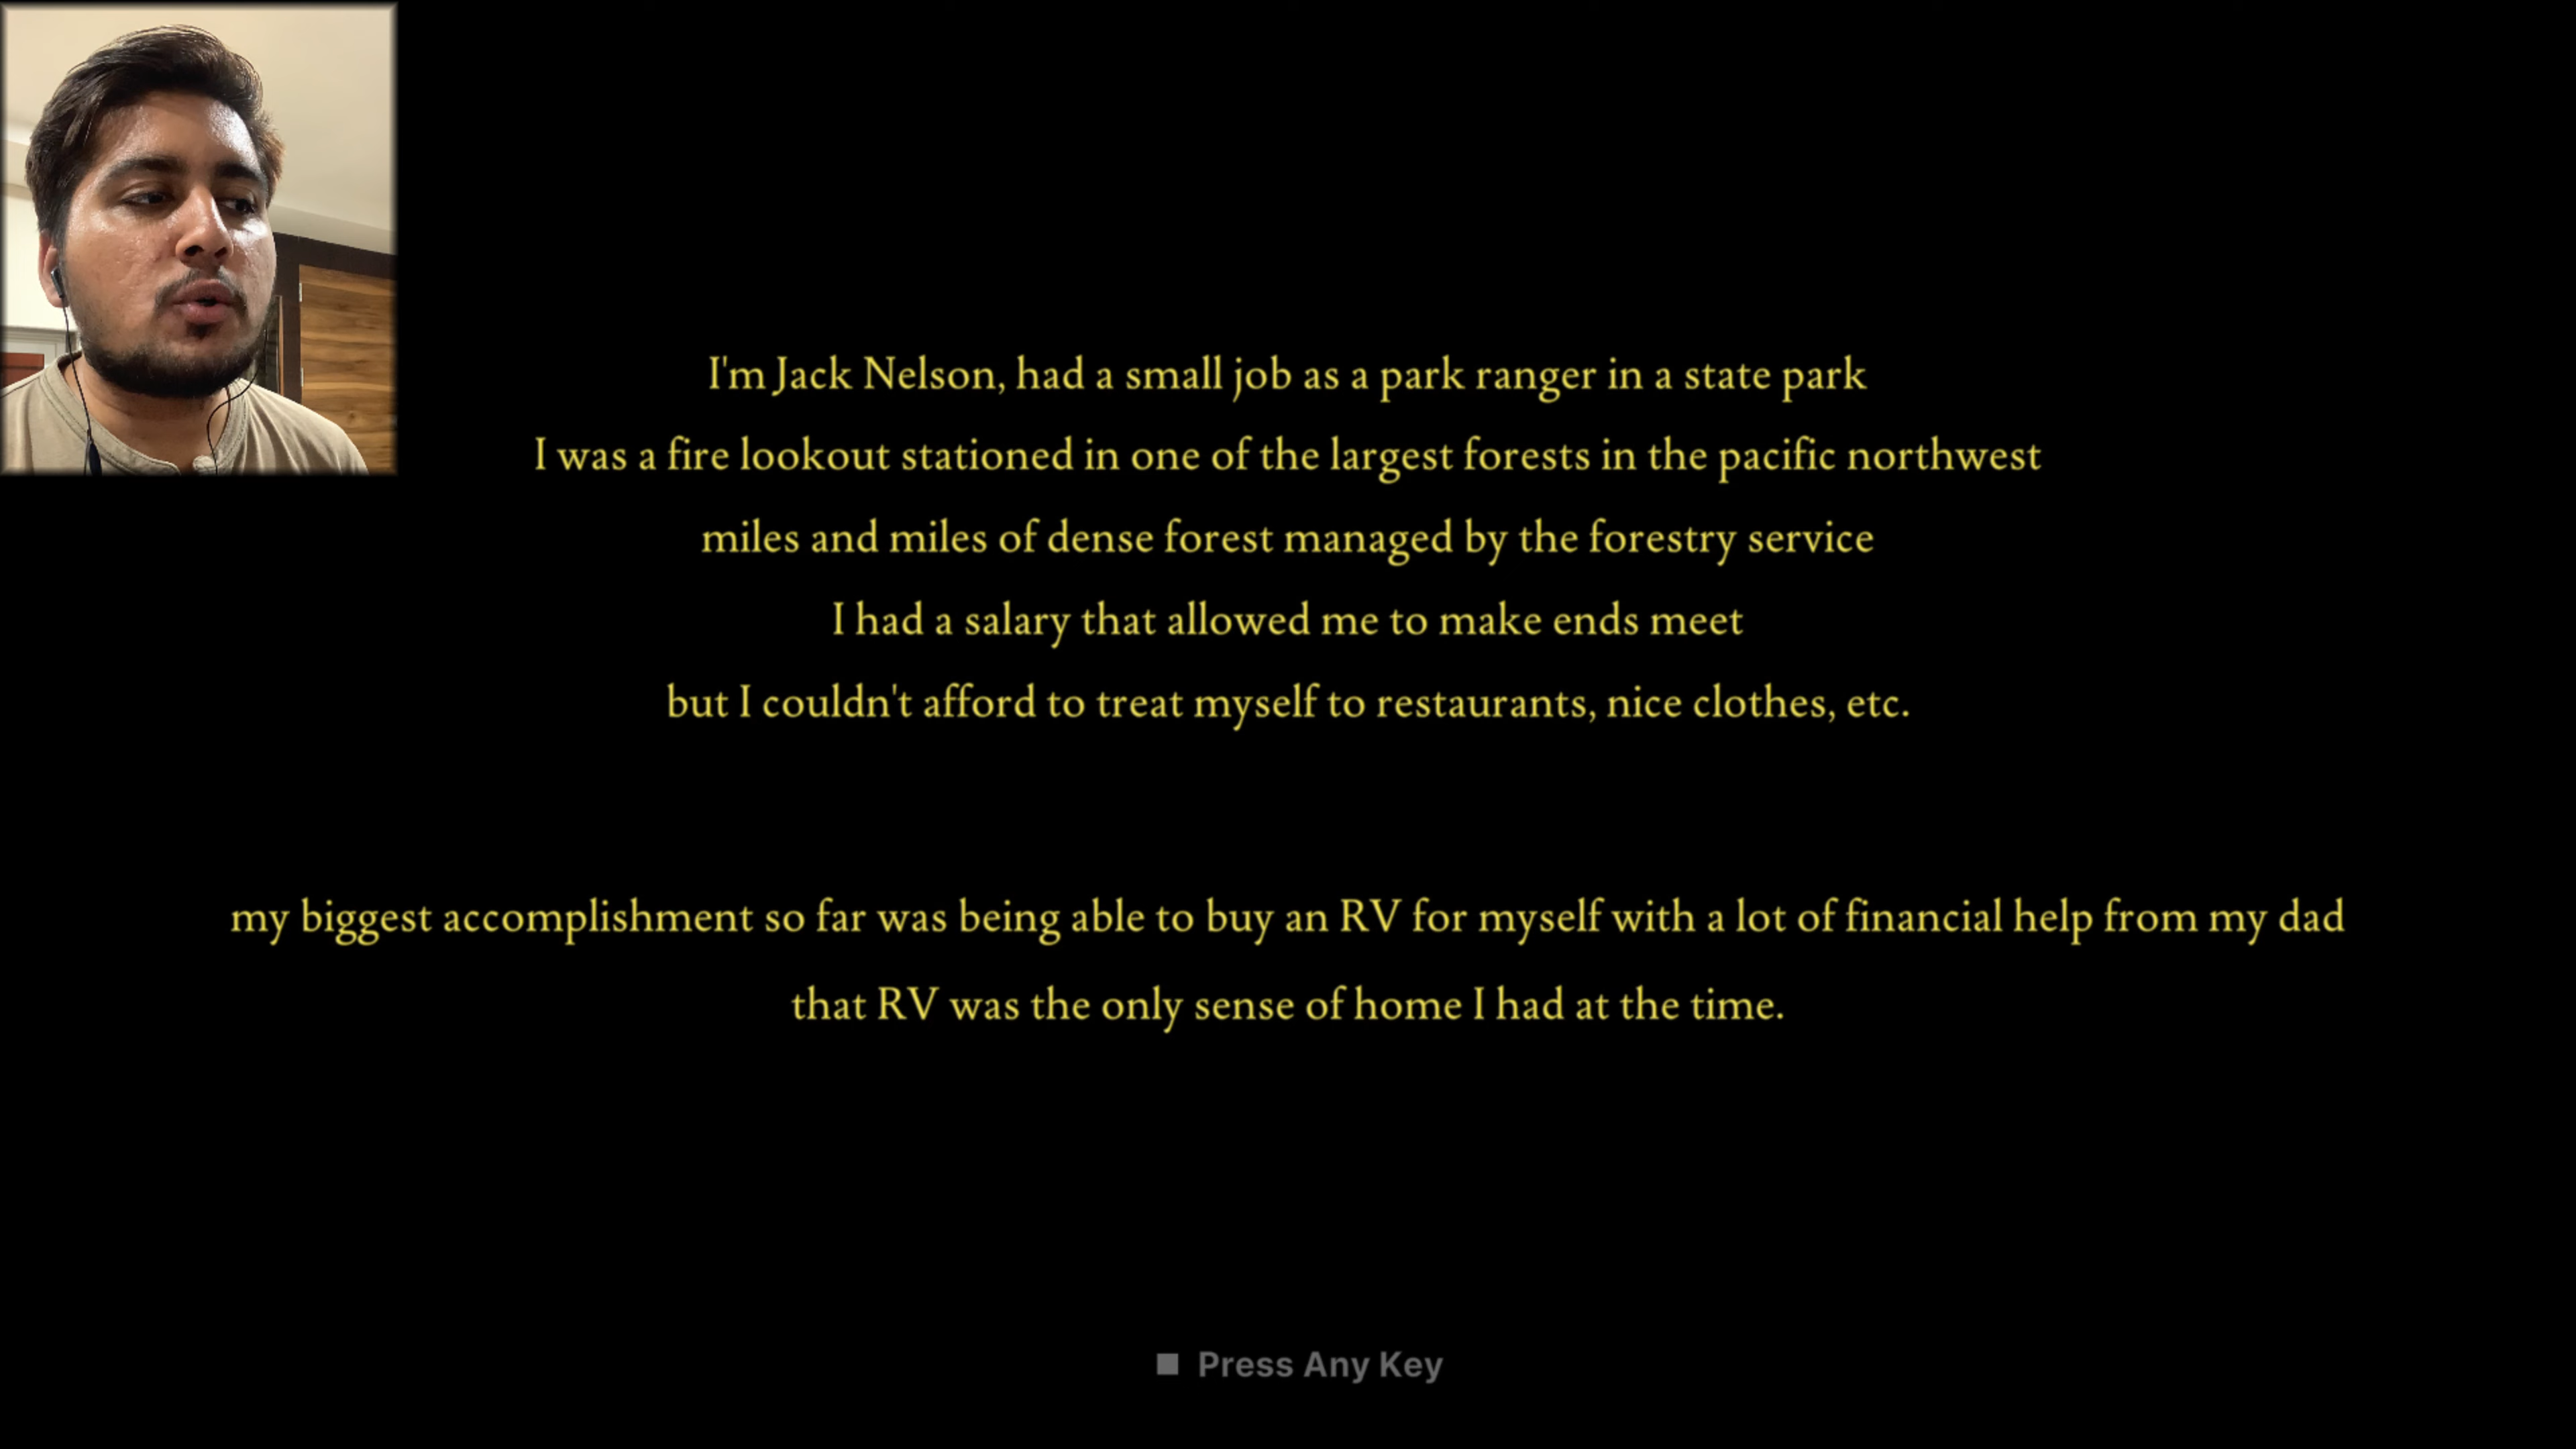 I'm Jack Nelson, had a small job as a park ranger in a state park
I was a fire lookout stationed in one of the largest forests in the pacific northwest
miles and miles of dense forest managed by the forestry service
I had a salary that allowed me to make ends meet
but I couldn't afford to treat myself to restaurants, nice clothes, etc.
my biggest accomplishment so far was being able to buy an RV for myself with a lot of financial help from my dad
that RV was the only sense of home I had at the time.
Press Any Key